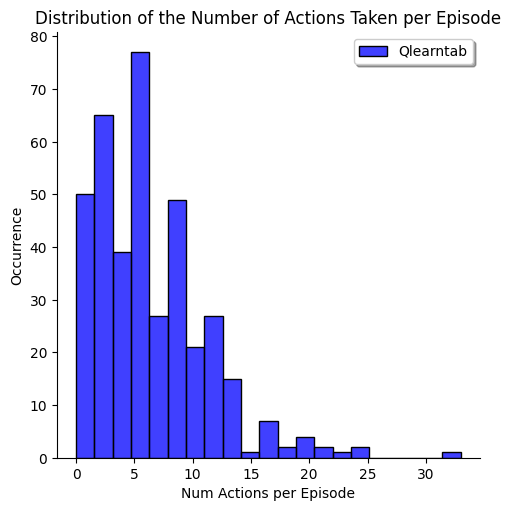 Distribution of the Number of Actions Taken per Episode
Qlearntab
80
70
60
50
40
30
20
10
0
Occurrence
0 5 10 15 20 25 30
Num Actions per Episode